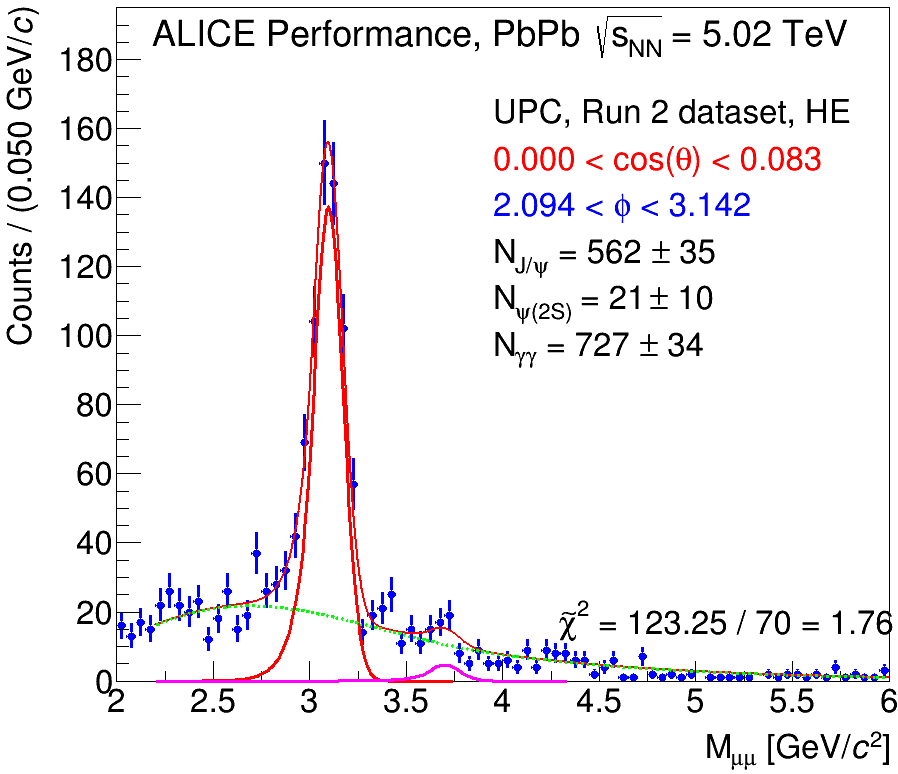 ALICE Performance, PbPb √s_NN = 5.02 TeV
UPC, Run 2 dataset, HE
0.000 < cos(θ) < 0.083
2.094 < ϕ < 3.142
N_J/ψ = 562 ± 35
N_ψ(2S) = 21 ± 10
N_γγ = 727 ± 34
χ̃² = 123.25 / 70 = 1.76
Counts / (0.050 GeV/c)
180
160
140
120
100
80
60
40
20
0
2 2.5 3 3.5 4 4.5 5 5.5 6
M_μμ [GeV/c²]